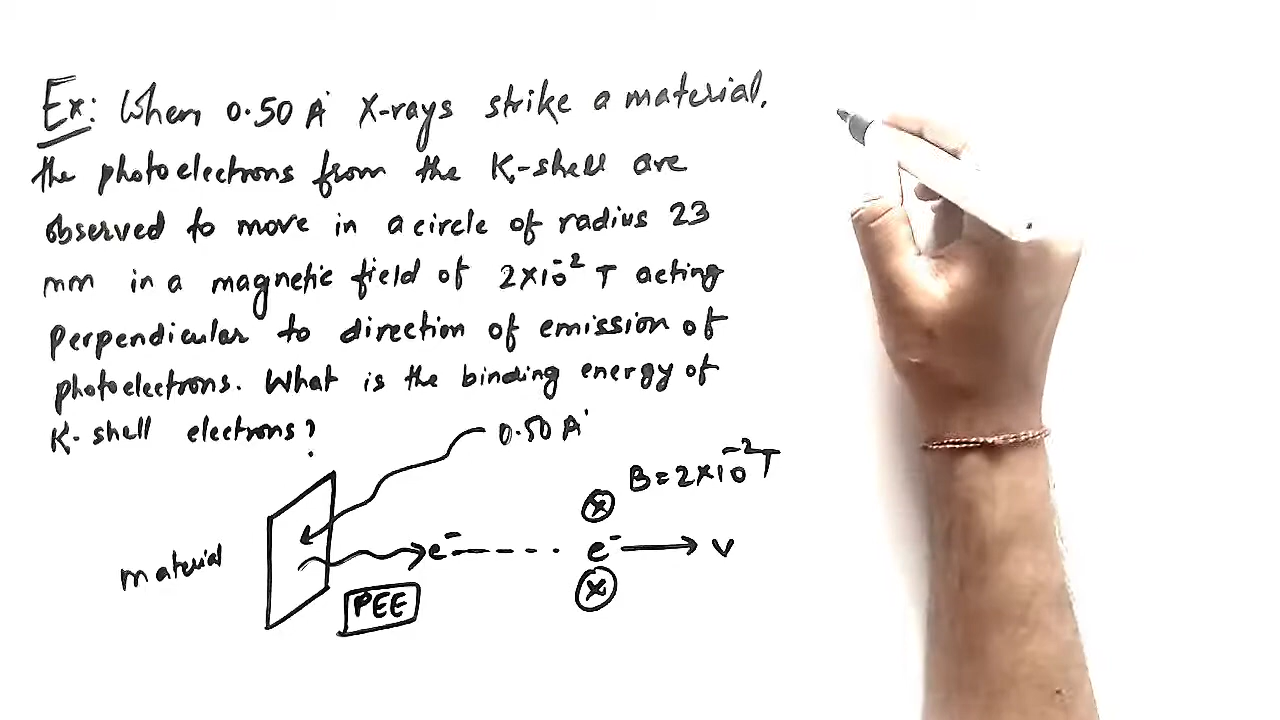 Ex: When 0.50 A° X-rays strike a material,
the photoelectrons from the K-shell are
observed to move in a circle of radius 23
mm in a magnetic field of 2×10⁻² T acting
perpendicular to direction of emission of
photoelectrons. What is the binding energy of
K-shell electrons?
0.50 A°
B = 2×10⁻² T
material
e⁻
e⁻
v
PEE